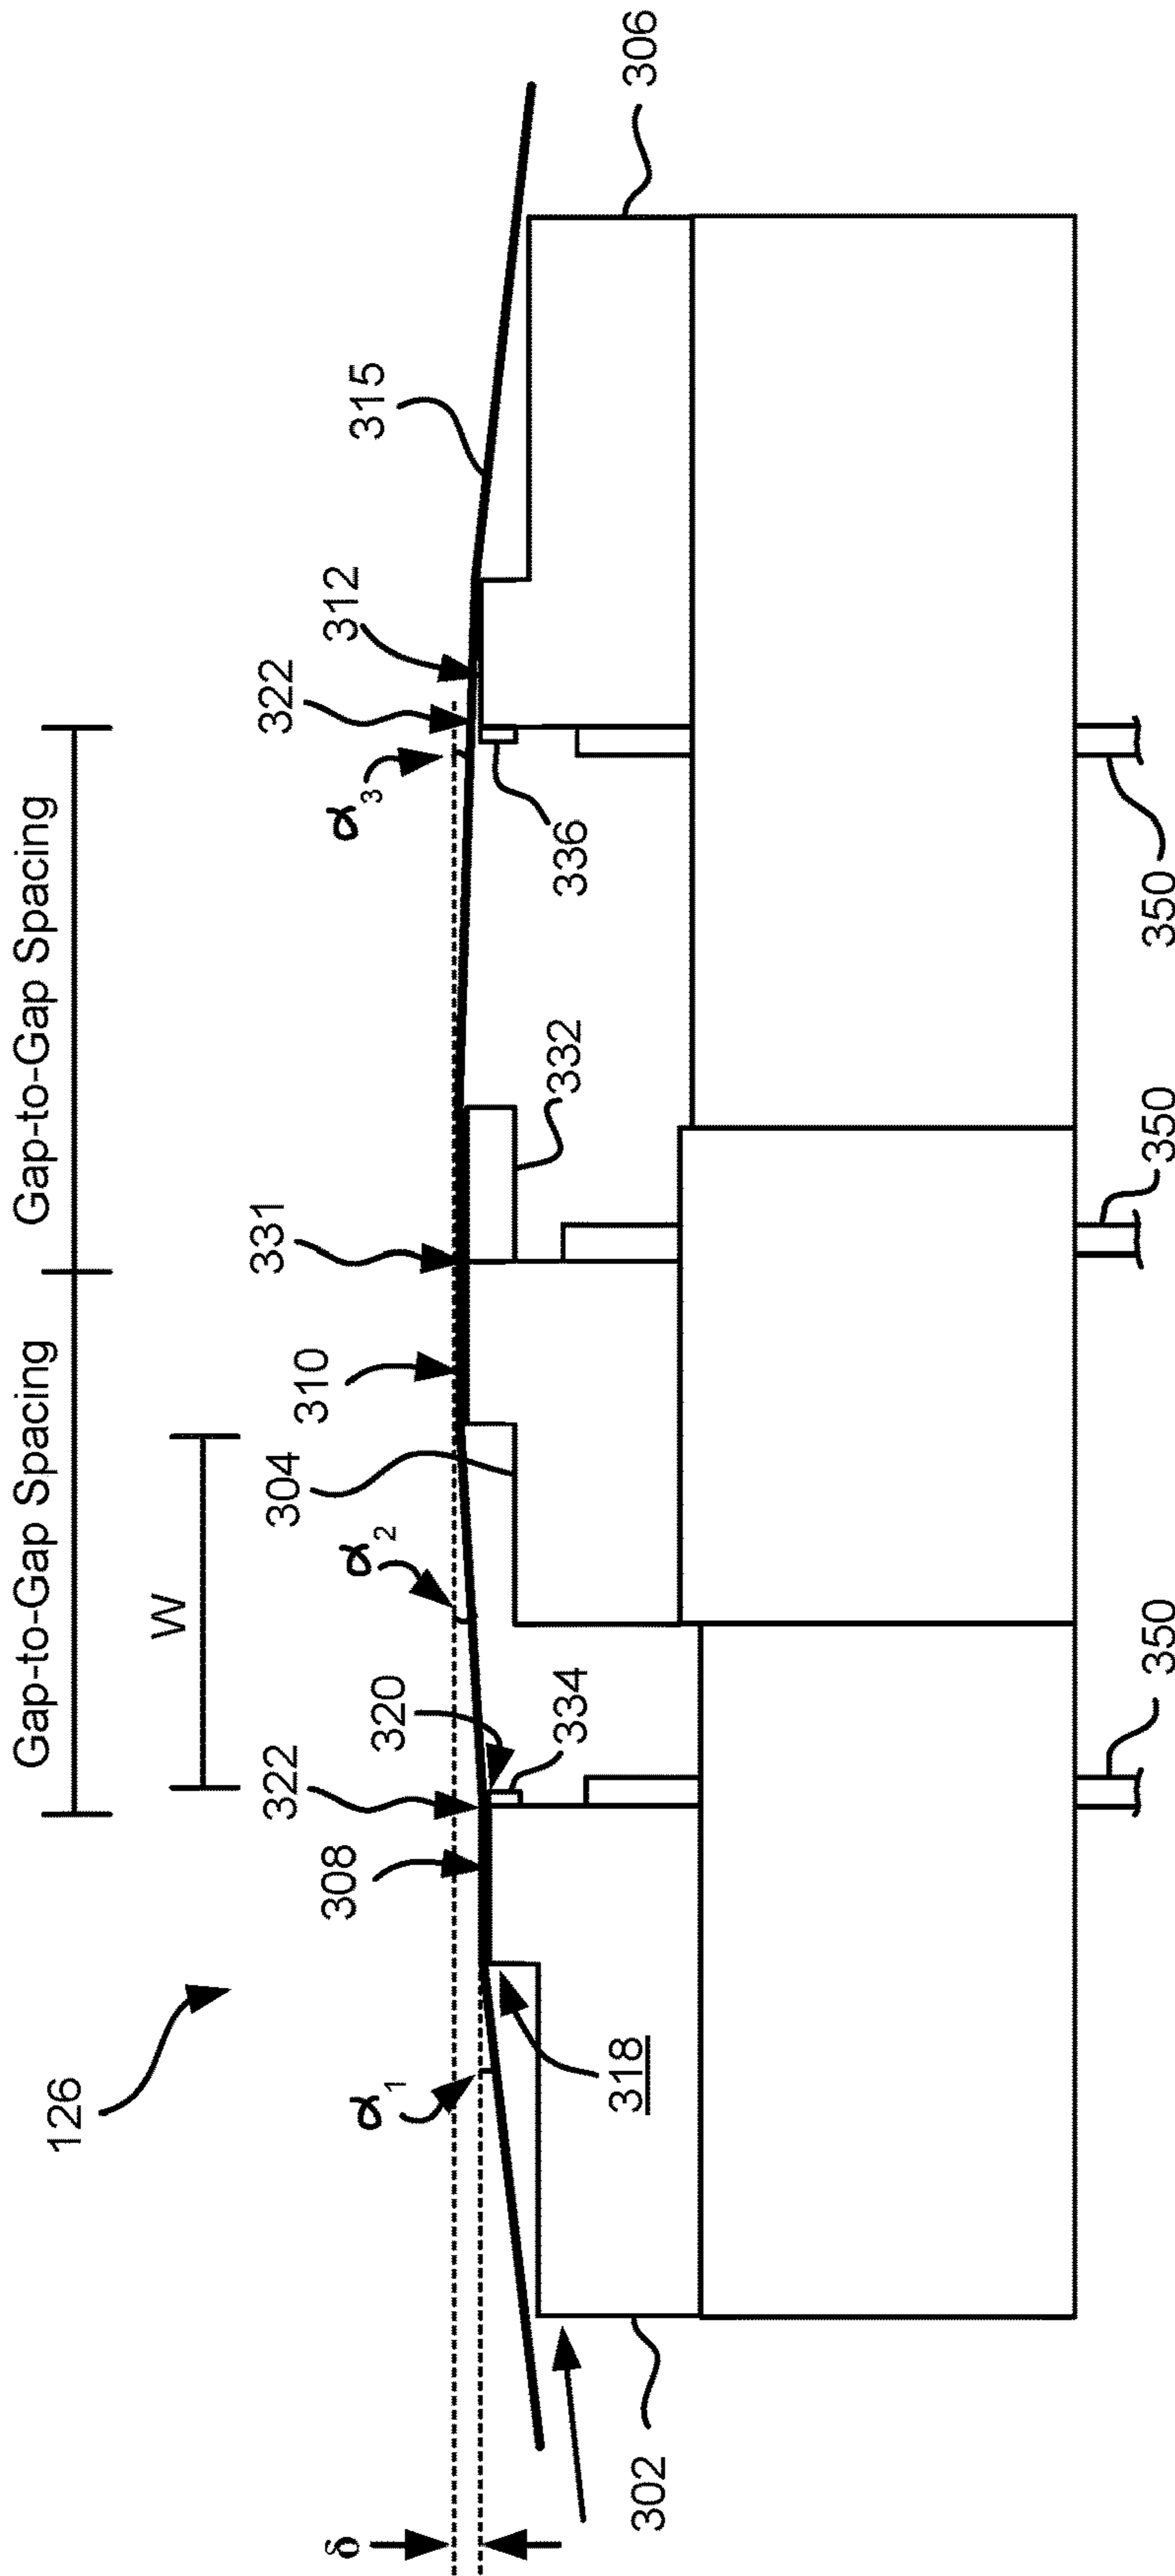 Gap-to-Gap Spacing
Gap-to-Gap Spacing
W
126
δ
α1
308
322
320
α2
304
310
331
α3
322
312
315
302
318
334
332
336
306
350
350
350